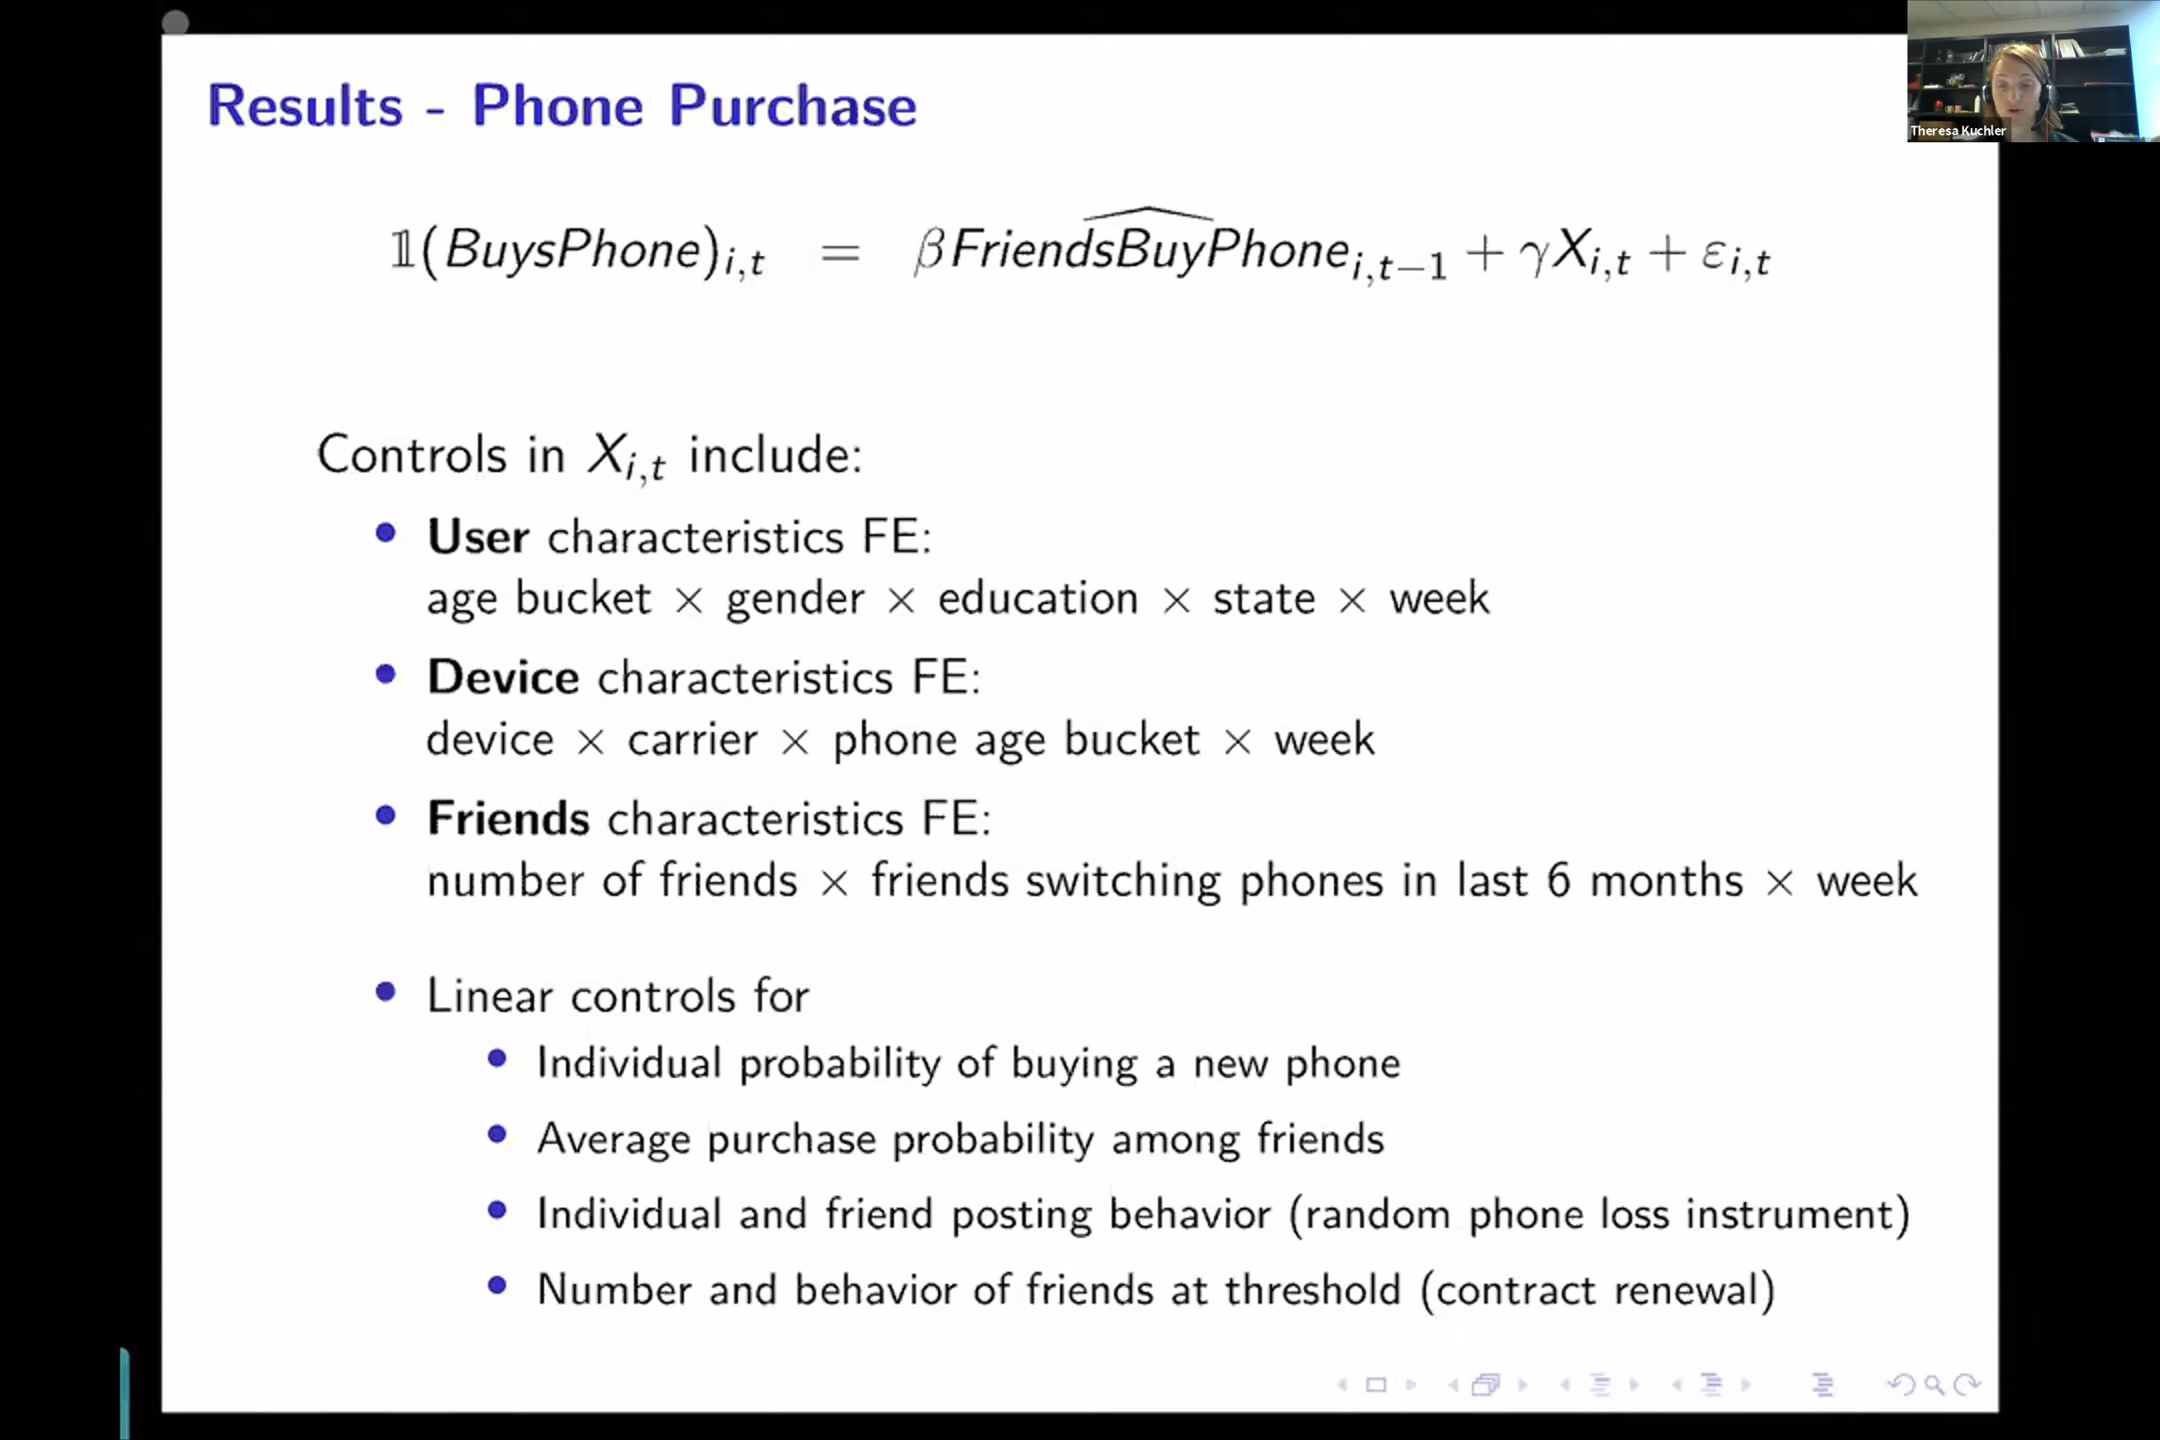 Results - Phone Purchase
Theresa Kuchler
𝟙(BuysPhone)i,t = βFriendsBuyPhonêi,t−1 + γXi,t + εi,t
Controls in Xi,t include:
• User characteristics FE:
age bucket × gender × education × state × week
• Device characteristics FE:
device × carrier × phone age bucket × week
• Friends characteristics FE:
number of friends × friends switching phones in last 6 months × week
• Linear controls for
• Individual probability of buying a new phone
• Average purchase probability among friends
• Individual and friend posting behavior (random phone loss instrument)
• Number and behavior of friends at threshold (contract renewal)